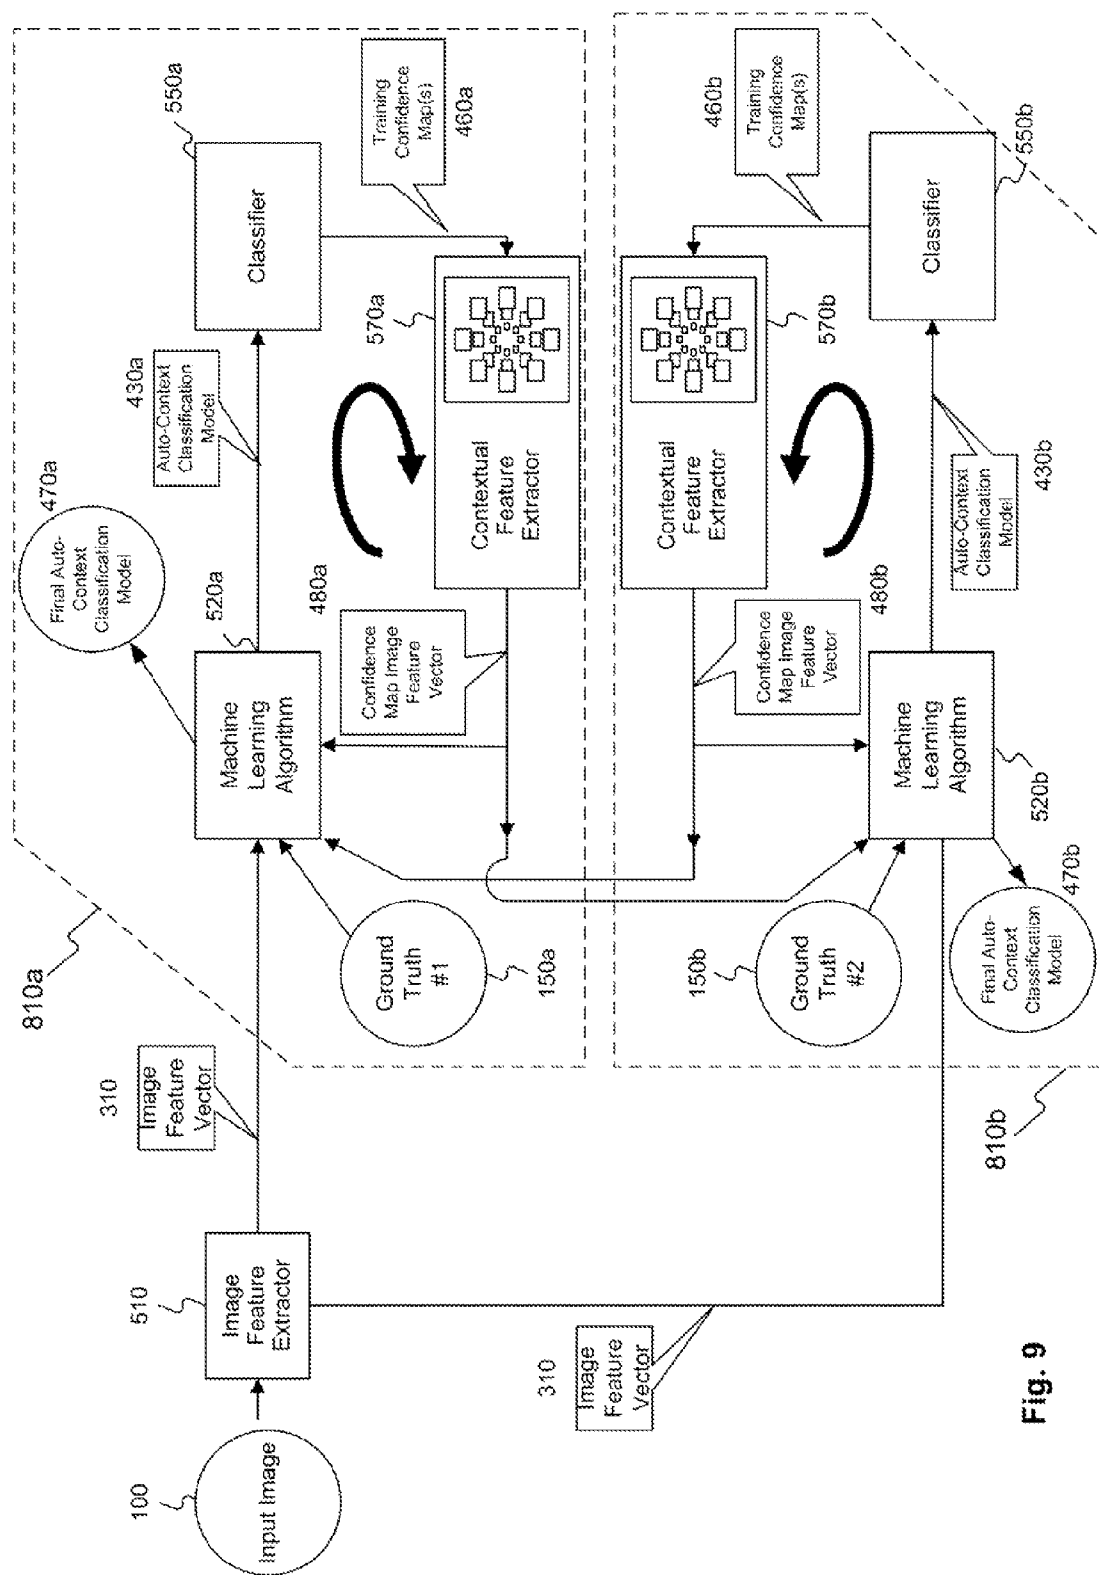 100
Input Image
510
Image
Feature
Extractor
310
Image
Feature
Vector
310
Image
Feature
Vector
810a
Ground
Truth
#1
150a
Machine
Learning
Algorithm
520a
Final Auto-
Context
Classification
Model
470a
430a
Auto-Context
Classification
Model
550a
Classifier
Training
Confidence
Map(s)
460a
570a
Contextual
Feature
Extractor
480a
Confidence
Map Image
Feature
Vector
810b
150b
Ground
Truth
#2
Machine
Learning
Algorithm
520b
470b
Final Auto-
Context
Classification
Model
Auto-Context
Classification
Model
430b
Classifier
550b
460b
Training
Confidence
Map(s)
Contextual
Feature
Extractor
570b
Confidence
Map Image
Feature
Vector
480b
Fig. 9